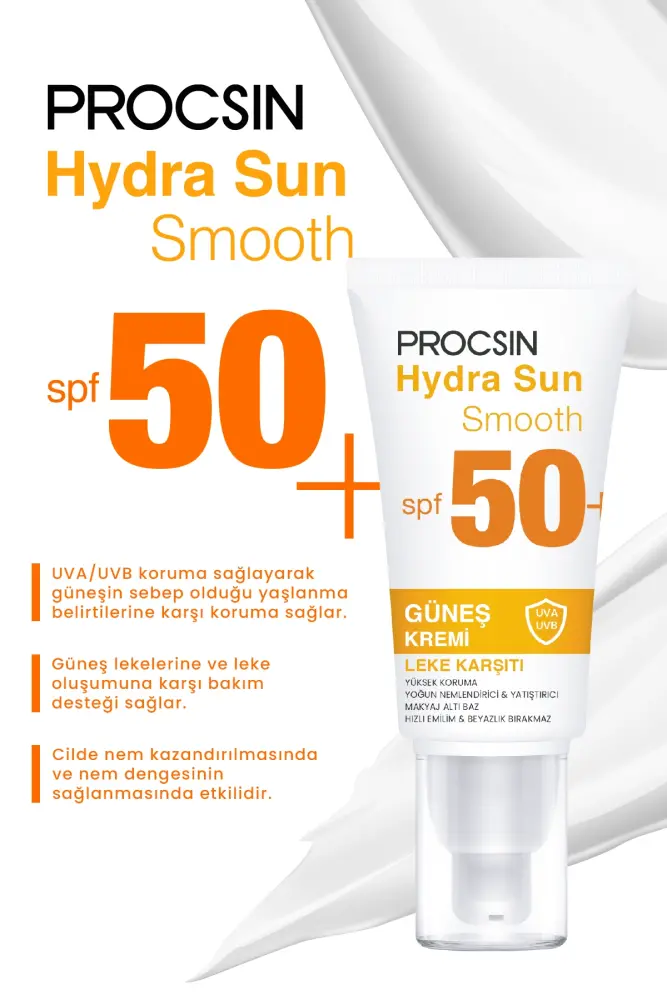 PROCSIN
Hydra Sun
Smooth
spf 50+
UVA/UVB koruma sağlayarak
güneşin sebep olduğu yaşlanma
belirtilerine karşı koruma sağlar.
Güneş lekelerine ve leke
oluşumuna karşı bakım
desteği sağlar.
Cilde nem kazandırılmasında
ve nem dengesinin
sağlanmasında etkilidir.
PROCSIN
Hydra Sun
Smooth
spf 50+
GÜNEŞ
KREMİ
UVA
UVB
LEKE KARŞITI
YÜKSEK KORUMA
YOĞUN NEMLENDİRİCİ & YATIŞTIRICI
MAKYAJ ALTI BAZ
HIZLI EMİLİM & BEYAZLIK BIRAKMAZ